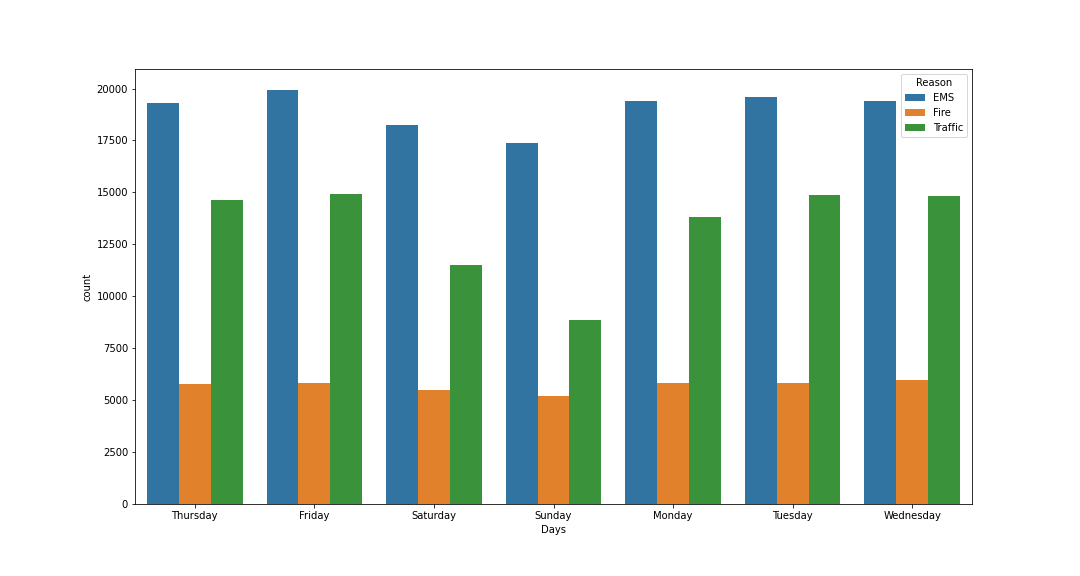 Reason
EMS
Fire
Traffic
20000
17500
15000
12500
10000
7500
5000
2500
0
count
Thursday Friday Saturday Sunday Monday Tuesday Wednesday
Days